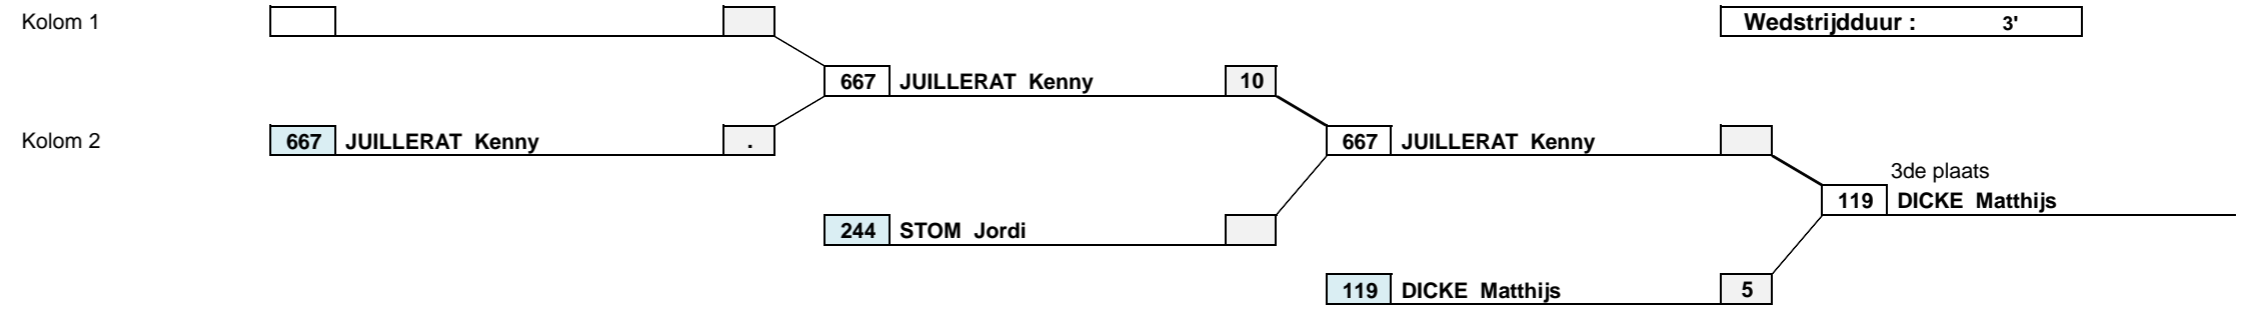 Kolom 1
Wedstrijdduur : 3'
667 JUILLERAT Kenny 10
Kolom 2
667 JUILLERAT Kenny .
667 JUILLERAT Kenny
3de plaats
119 DICKE Matthijs
244 STOM Jordi
119 DICKE Matthijs 5